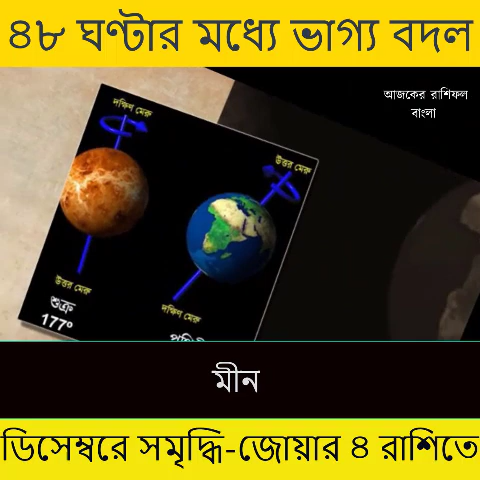 ৪৮ ঘণ্টার মধ্যে ভাগ্য বদল
আজকের রাশিফল
বাংলা
দক্ষিণ মেরু
উত্তর মেরু
উত্তর মেরু
দক্ষিণ মেরু
শুক্র
177°
মীন
ডিসেম্বরে সমৃদ্ধি-জোয়ার ৪ রাশিতে